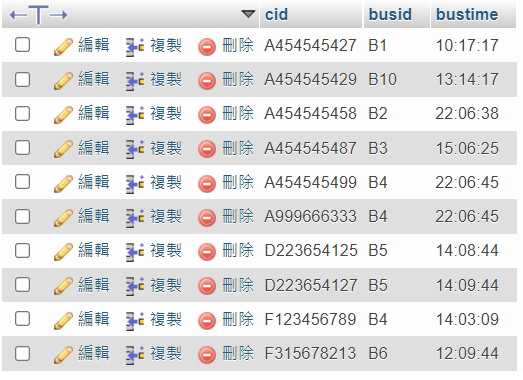 cid busid bustime
編輯 複製 刪除 A454545427 B1 10:17:17
編輯 複製 刪除 A454545429 B10 13:14:17
編輯 複製 刪除 A454545458 B2 22:06:38
編輯 複製 刪除 A454545487 B3 15:06:25
編輯 複製 刪除 A454545499 B4 22:06:45
編輯 複製 刪除 A999666333 B4 22:06:45
編輯 複製 刪除 D223654125 B5 14:08:44
編輯 複製 刪除 D223654127 B5 14:09:44
編輯 複製 刪除 F123456789 B4 14:03:09
編輯 複製 刪除 F315678213 B6 12:09:44